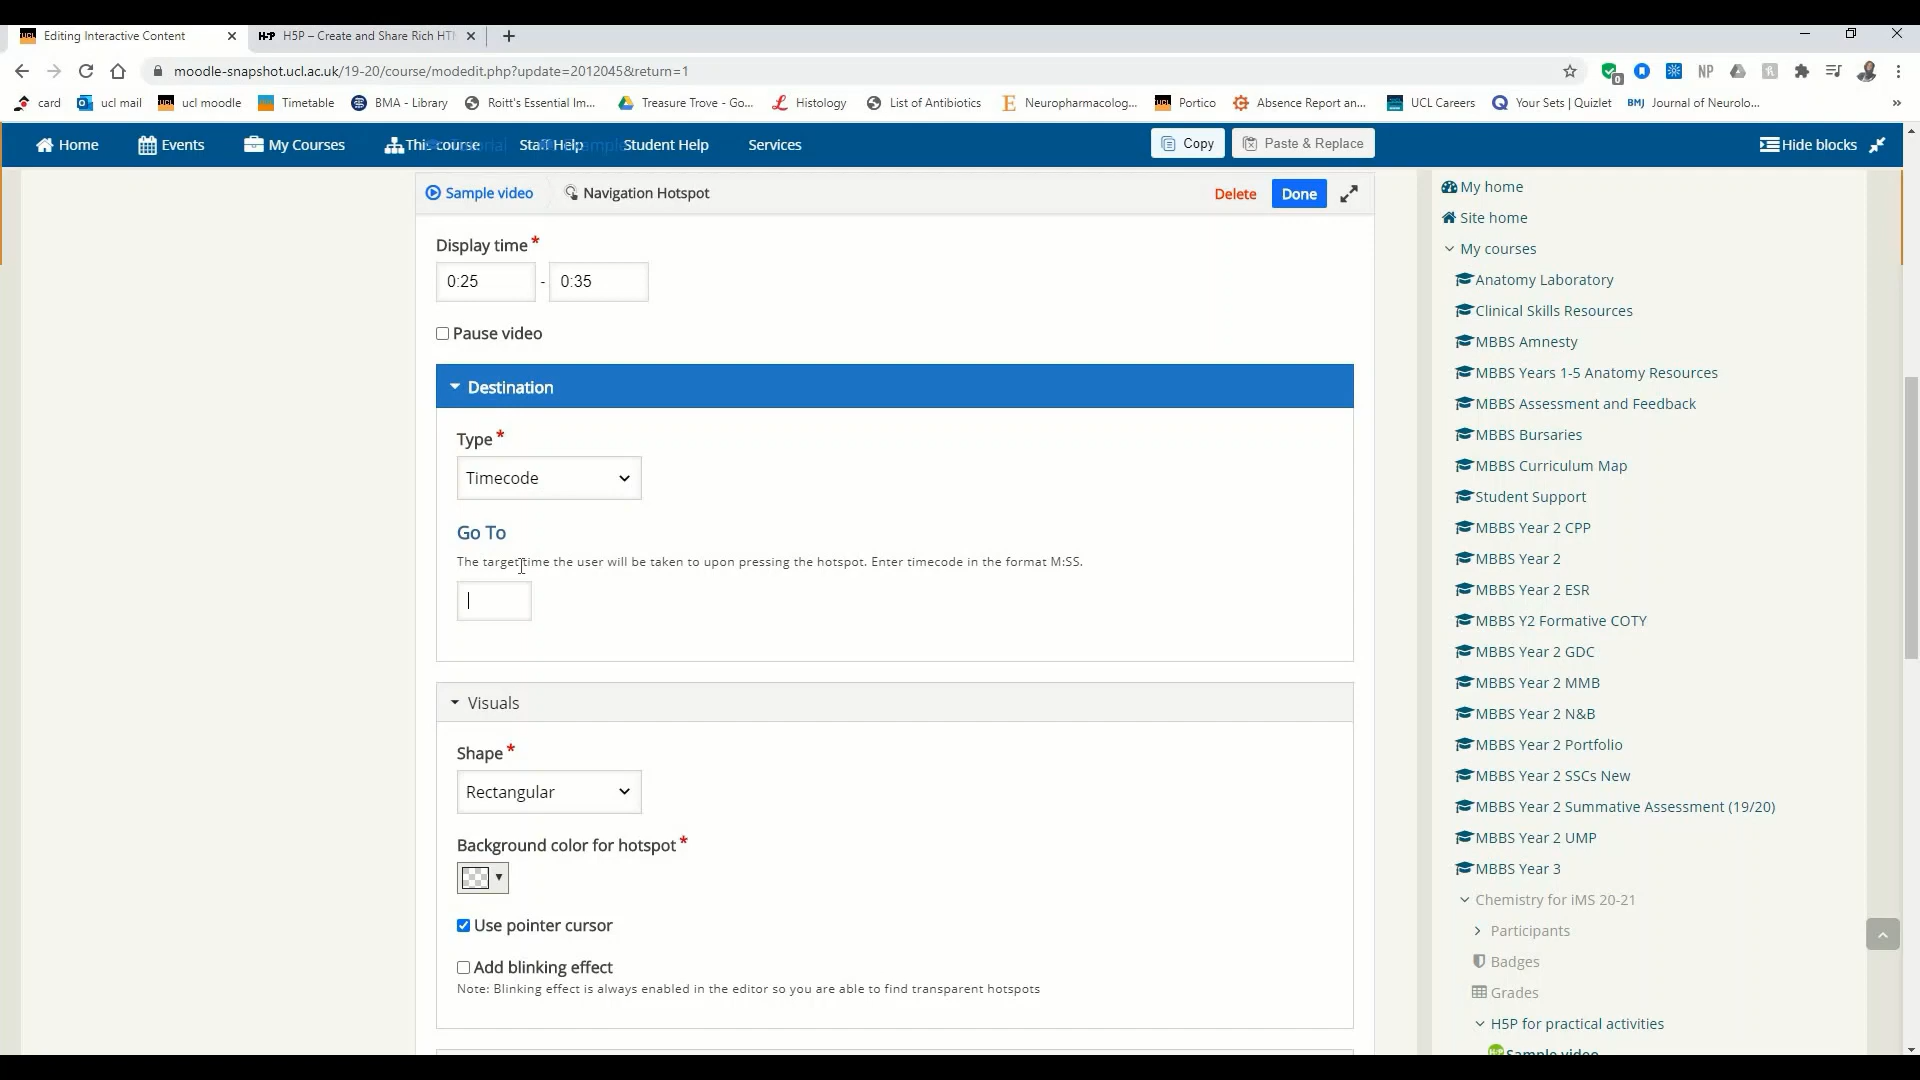 Editing Interactive Content
H5P – Create and Share Rich HT
moodle-snapshot.ucl.ac.uk/19-20/course/modedit.php?update=2012045&return=1
0
NP
card
ucl mail
ucl moodle
Timetable
BMA - Library
Roitt's Essential Im...
Treasure Trove - Go...
Histology
List of Antibiotics
Neuropharmacolog...
Portico
Absence Report an...
UCL Careers
Your Sets | Quizlet
BMJ Journal of Neurolo...
Home
Events
My Courses
This course
Staff Help
Student Help
Services
Copy
Paste & Replace
Hide blocks
Sample video
Navigation Hotspot
Delete
Done
Display time *
0:25 - 0:35
Pause video
Destination
Type *
Timecode
Go To
The target time the user will be taken to upon pressing the hotspot. Enter timecode in the format M:SS.
Visuals
Shape *
Rectangular
Background color for hotspot *
Use pointer cursor
Add blinking effect
Note: Blinking effect is always enabled in the editor so you are able to find transparent hotspots
My home
Site home
My courses
Anatomy Laboratory
Clinical Skills Resources
MBBS Amnesty
MBBS Years 1-5 Anatomy Resources
MBBS Assessment and Feedback
MBBS Bursaries
MBBS Curriculum Map
Student Support
MBBS Year 2 CPP
MBBS Year 2
MBBS Year 2 ESR
MBBS Y2 Formative COTY
MBBS Year 2 GDC
MBBS Year 2 MMB
MBBS Year 2 N&B
MBBS Year 2 Portfolio
MBBS Year 2 SSCs New
MBBS Year 2 Summative Assessment (19/20)
MBBS Year 2 UMP
MBBS Year 3
Chemistry for iMS 20-21
Participants
Badges
Grades
H5P for practical activities
Sample video